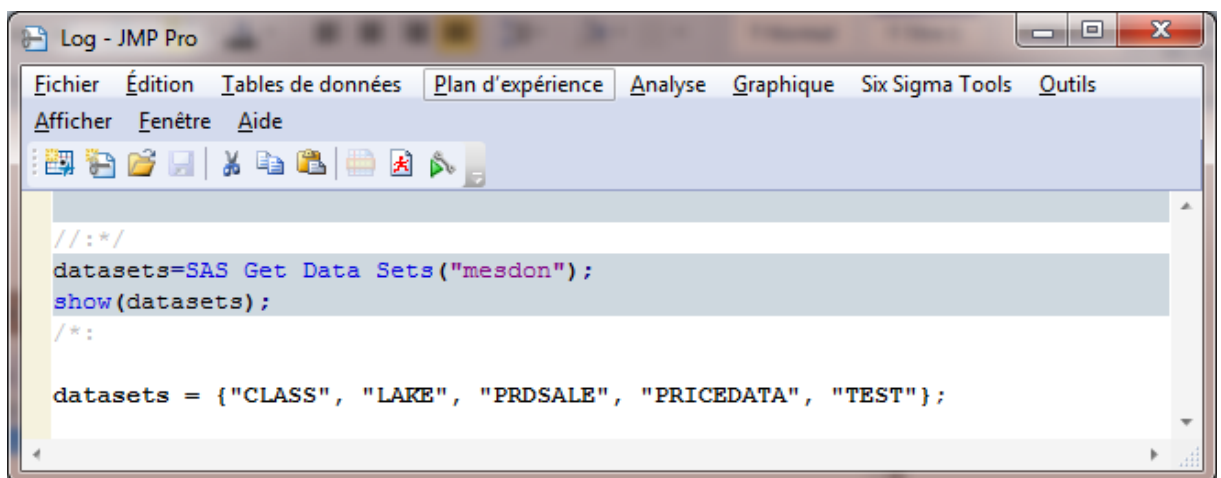 Log - JMP Pro
Fichier Édition Tables de données Plan d'expérience Analyse Graphique Six Sigma Tools Outils
Afficher Fenêtre Aide
//:*/
datasets=SAS Get Data Sets("mesdon");
show(datasets);
/*:
datasets = {"CLASS", "LAKE", "PRDSALE", "PRICEDATA", "TEST"};